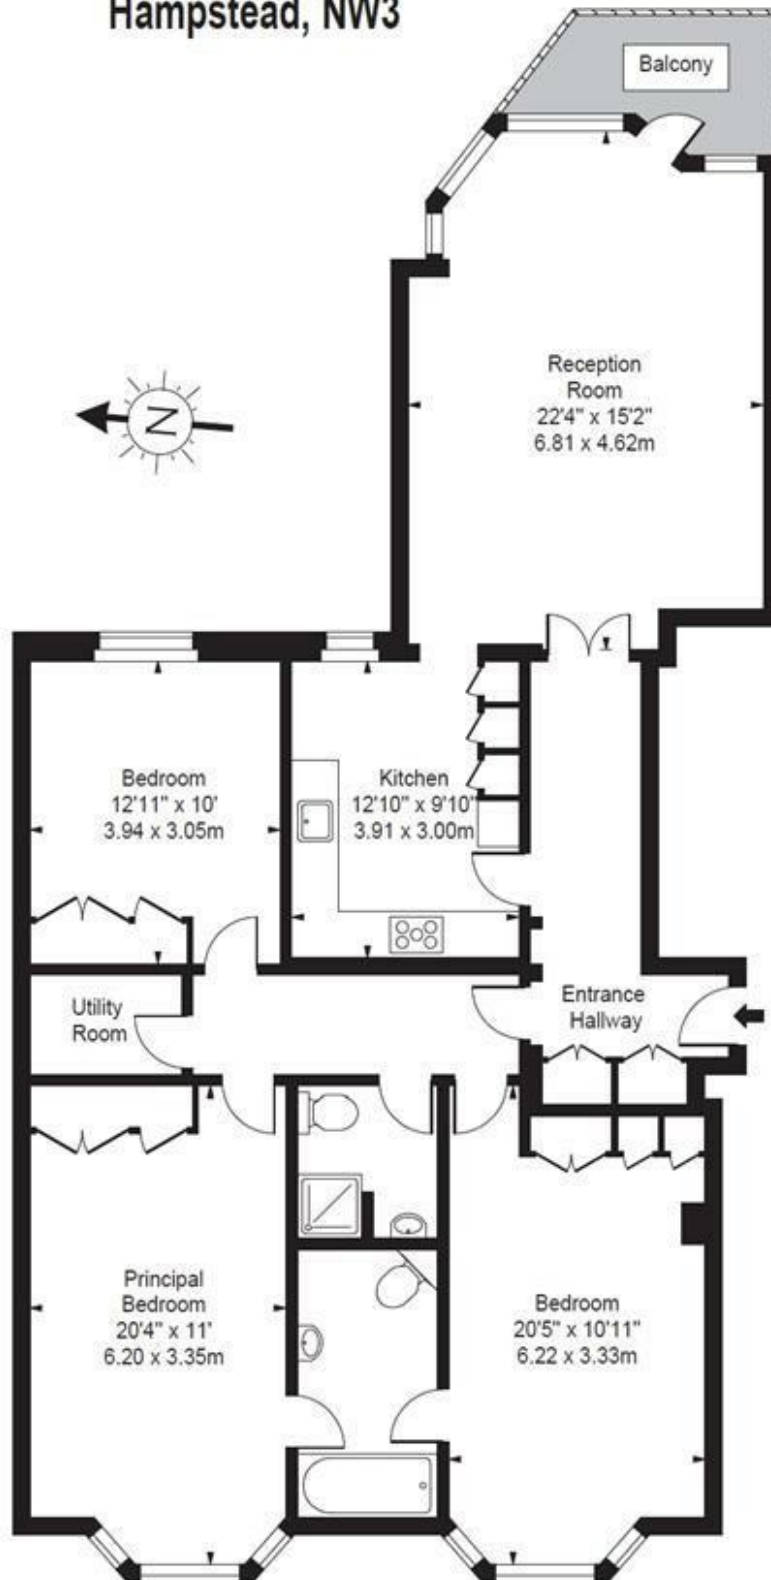 Hampstead, NW3
Balcony
Reception
Room
22'4" x 15'2"
6.81 x 4.62m
N
Bedroom
12'11" x 10'
3.94 x 3.05m
Kitchen
12'10" x 9'10"
3.91 x 3.00m
Utility
Room
Entrance
Hallway
Principal
Bedroom
20'4" x 11'
6.20 x 3.35m
Bedroom
20'5" x 10'11"
6.22 x 3.33m